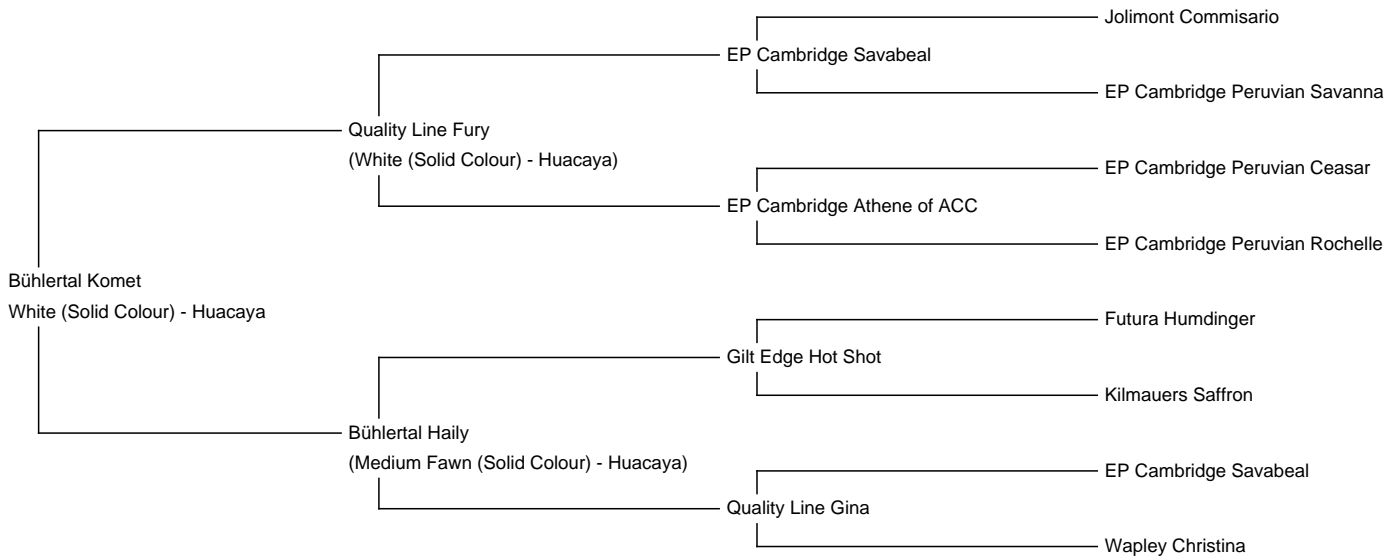 Jolimont Commisario
EP Cambridge Savabeal
EP Cambridge Peruvian Savanna
Quality Line Fury
(White (Solid Colour) - Huacaya)
EP Cambridge Peruvian Ceasar
EP Cambridge Athene of ACC
EP Cambridge Peruvian Rochelle
Bühlertal Komet
White (Solid Colour) - Huacaya
Futura Humdinger
Gilt Edge Hot Shot
Kilmauers Saffron
Bühlertal Haily
(Medium Fawn (Solid Colour) - Huacaya)
EP Cambridge Savabeal
Quality Line Gina
Wapley Christina